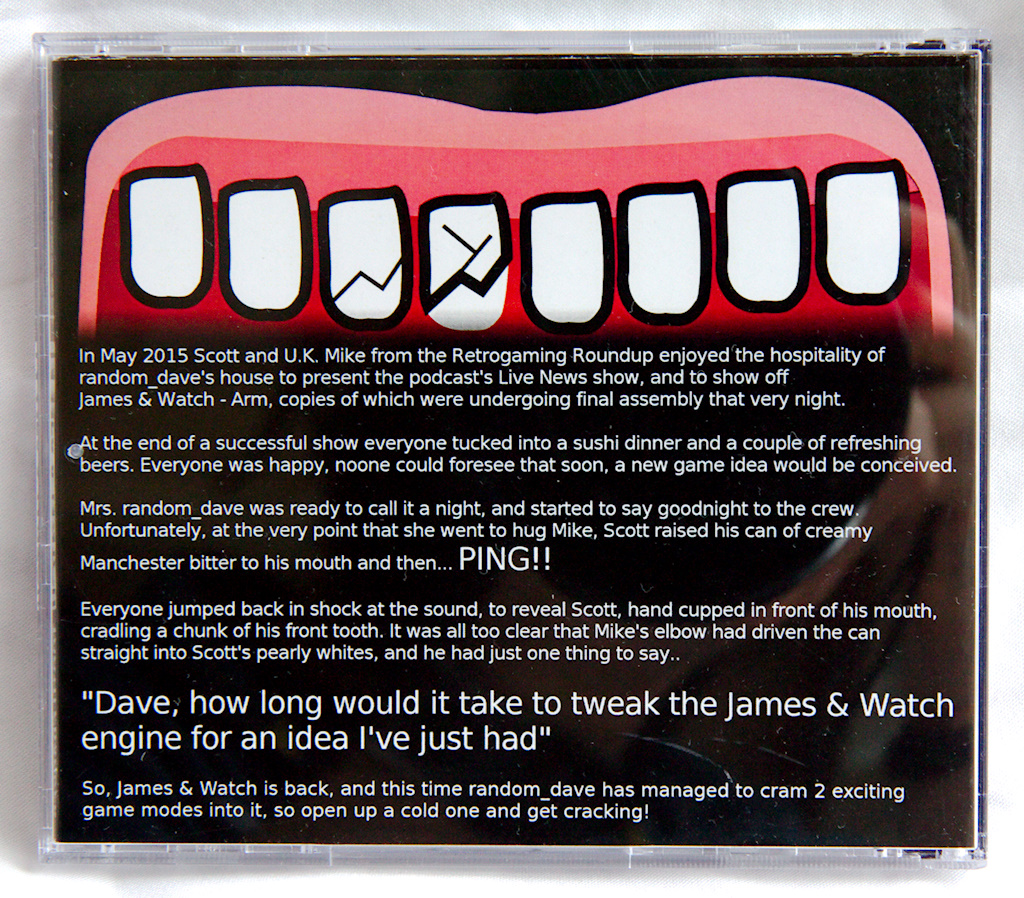 In May 2015 Scott and U.K. Mike from the Retrogaming Roundup enjoyed the hospitality of
random_dave's house to present the podcast's Live News show, and to show off
James & Watch - Arm, copies of which were undergoing final assembly that very night.
At the end of a successful show everyone tucked into a sushi dinner and a couple of refreshing
beers. Everyone was happy, noone could foresee that soon, a new game idea would be conceived.
Mrs. random_dave was ready to call it a night, and started to say goodnight to the crew.
Unfortunately, at the very point that she went to hug Mike, Scott raised his can of creamy
Manchester bitter to his mouth and then... PING!!
Everyone jumped back in shock at the sound, to reveal Scott, hand cupped in front of his mouth,
cradling a chunk of his front tooth. It was all too clear that Mike's elbow had driven the can
straight into Scott's pearly whites, and he had just one thing to say..
"Dave, how long would it take to tweak the James & Watch
engine for an idea I've just had"
So, James & Watch is back, and this time random_dave has managed to cram 2 exciting
game modes into it, so open up a cold one and get cracking!